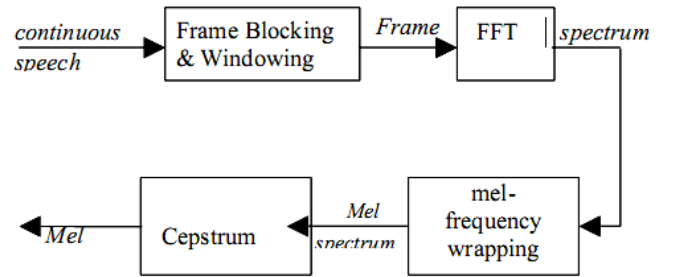 continuous
speech
Frame Blocking
& Windowing
Frame
FFT
spectrum
mel-
frequency
wrapping
Mel
spectrum
Cepstrum
Mel